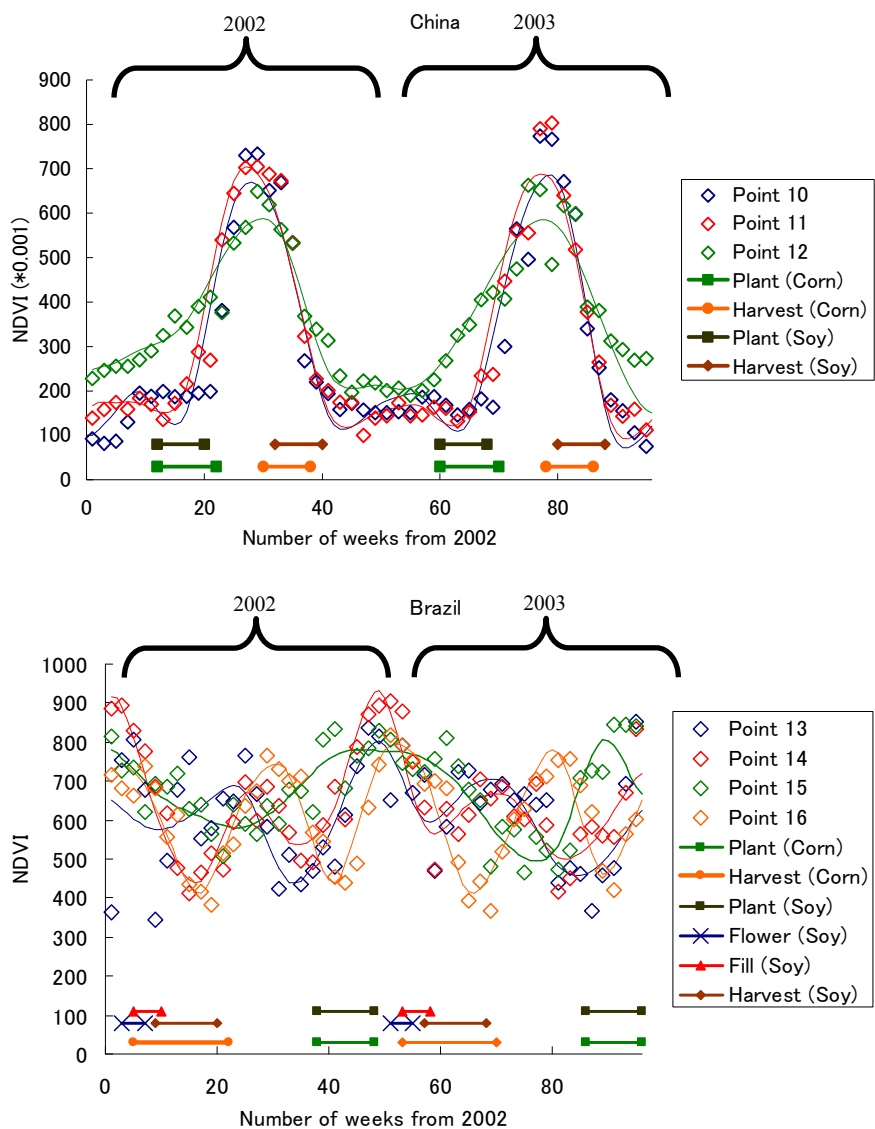 2002 China 2003
900
800
700
600
500
400
300
200
100
0
NDVI (*0.001)
0 20 40 60 80
Number of weeks from 2002
Point 10
Point 11
Point 12
Plant (Corn)
Harvest (Corn)
Plant (Soy)
Harvest (Soy)
2002 Brazil 2003
1000
900
800
700
600
500
400
300
200
100
0
NDVI
0 20 40 60 80
Number of weeks from 2002
Point 13
Point 14
Point 15
Point 16
Plant (Corn)
Harvest (Corn)
Plant (Soy)
Flower (Soy)
Fill (Soy)
Harvest (Soy)